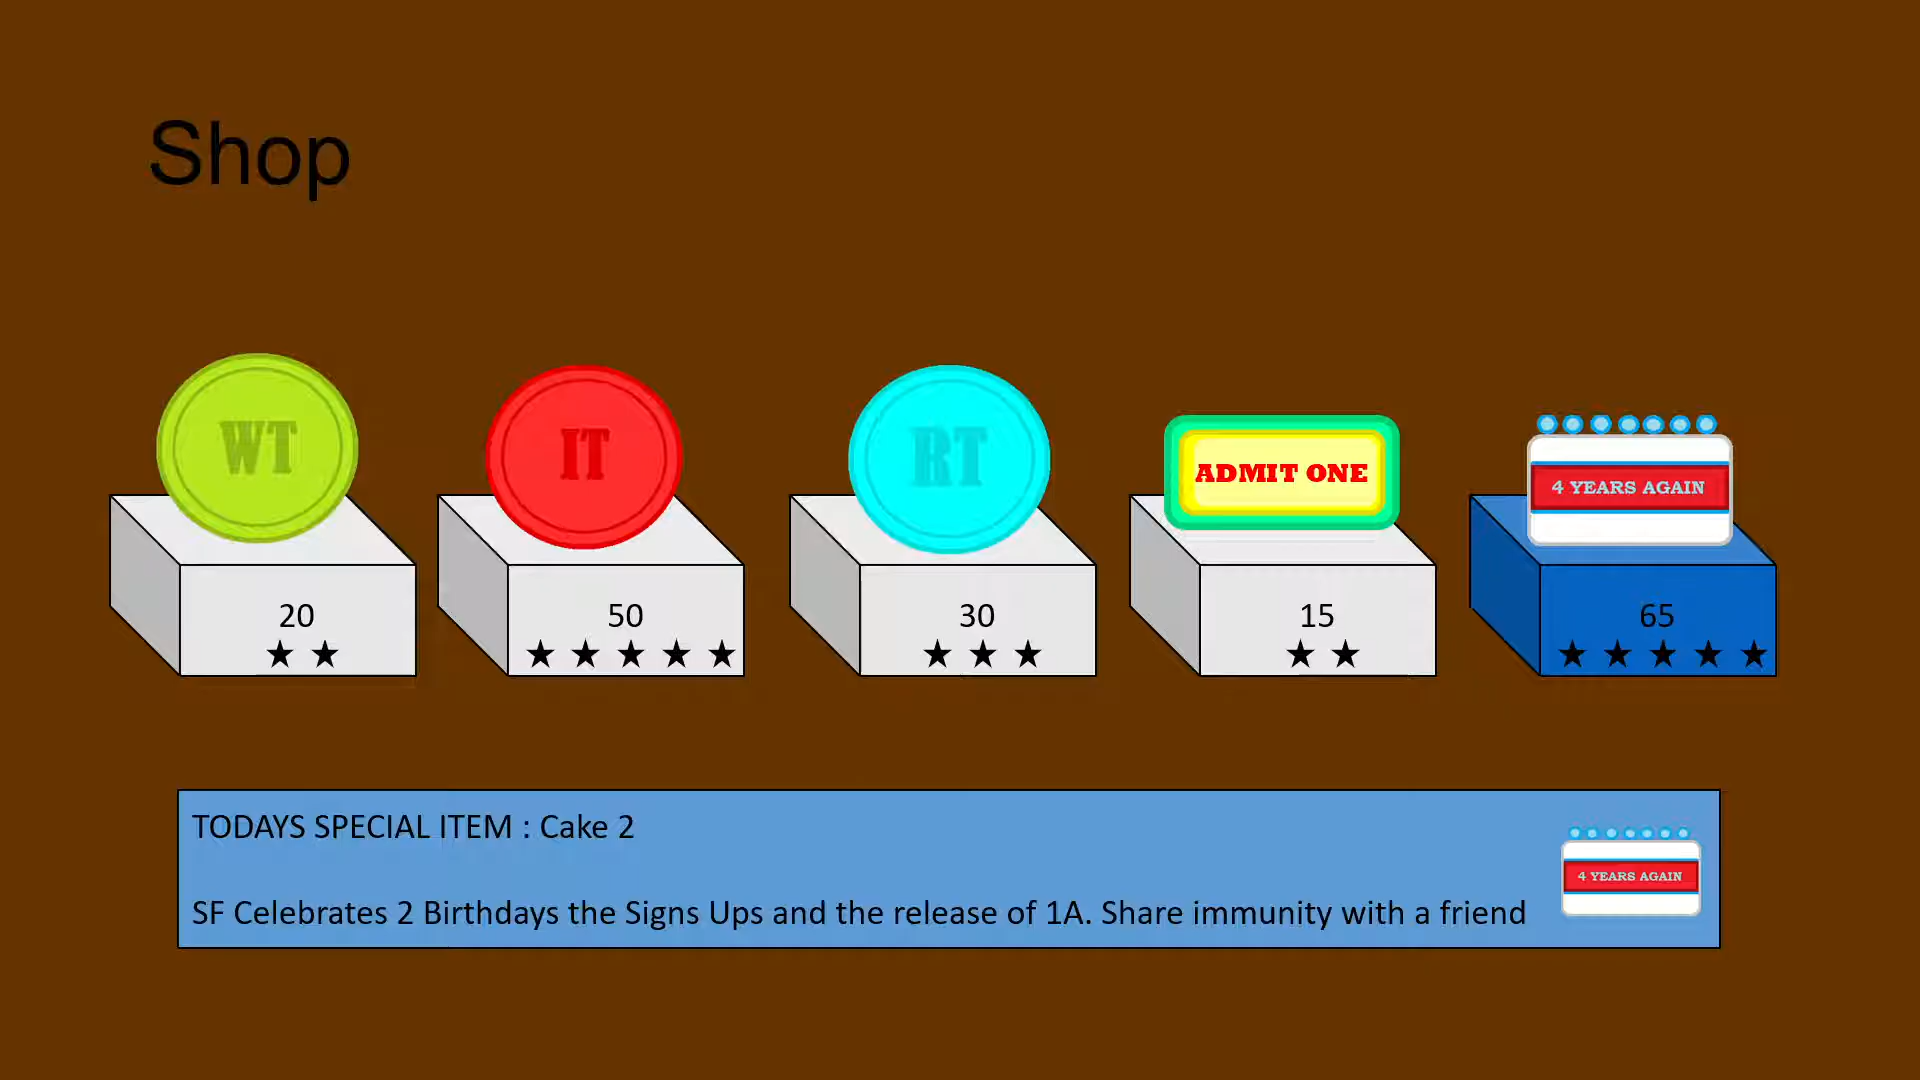 Shop
WT
IT
RT
ADMIT ONE
4 YEARS AGAIN
20
50
30
15
65
★ ★
★ ★ ★ ★ ★
★ ★ ★
★ ★
★ ★ ★ ★ ★
TODAYS SPECIAL ITEM : Cake 2
4 YEARS AGAIN
SF Celebrates 2 Birthdays the Signs Ups and the release of 1A. Share immunity with a friend